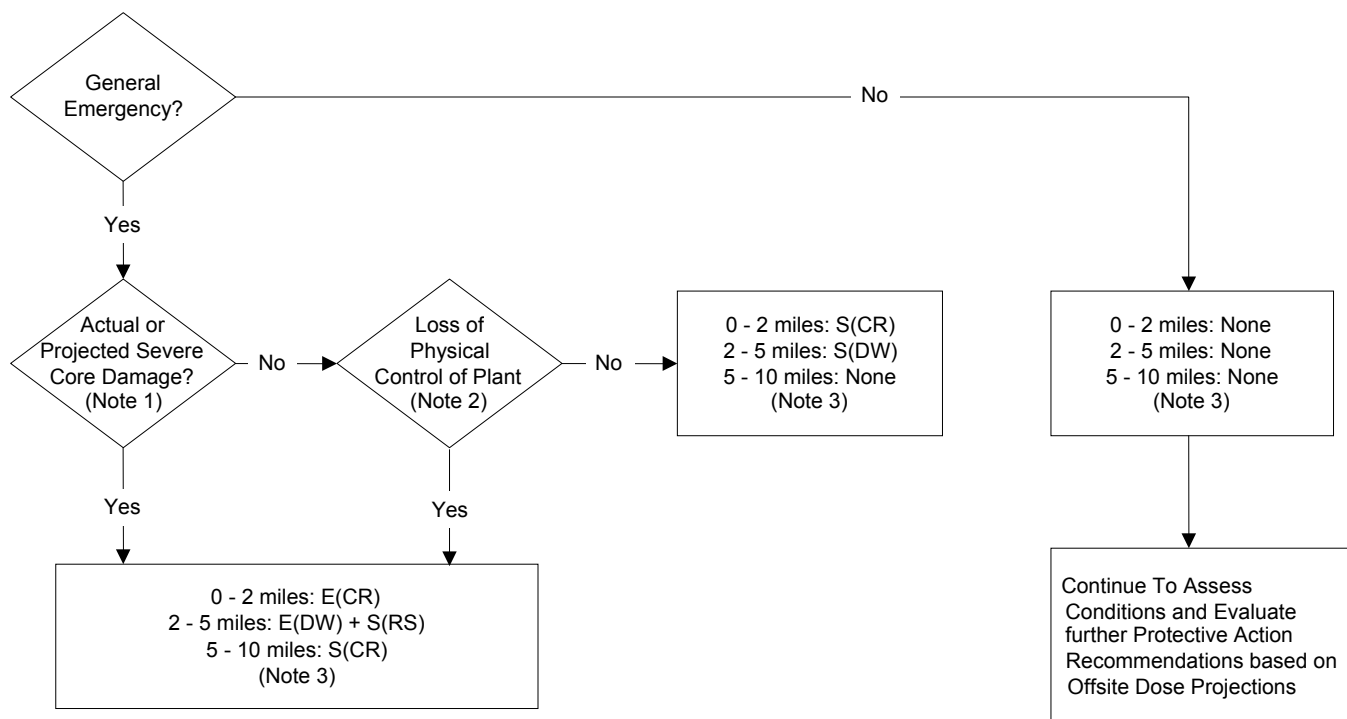 General
Emergency?
No
Yes
Actual or
Projected Severe
Core Damage?
(Note 1)
No
Loss of
Physical
Control of Plant
(Note 2)
No
0 - 2 miles: S(CR)
2 - 5 miles: S(DW)
5 - 10 miles: None
(Note 3)
0 - 2 miles: None
2 - 5 miles: None
5 - 10 miles: None
(Note 3)
Yes
Yes
0 - 2 miles: E(CR)
2 - 5 miles: E(DW) + S(RS)
5 - 10 miles: S(CR)
(Note 3)
Continue To Assess
Conditions and Evaluate
further Protective Action
Recommendations based on
Offsite Dose Projections